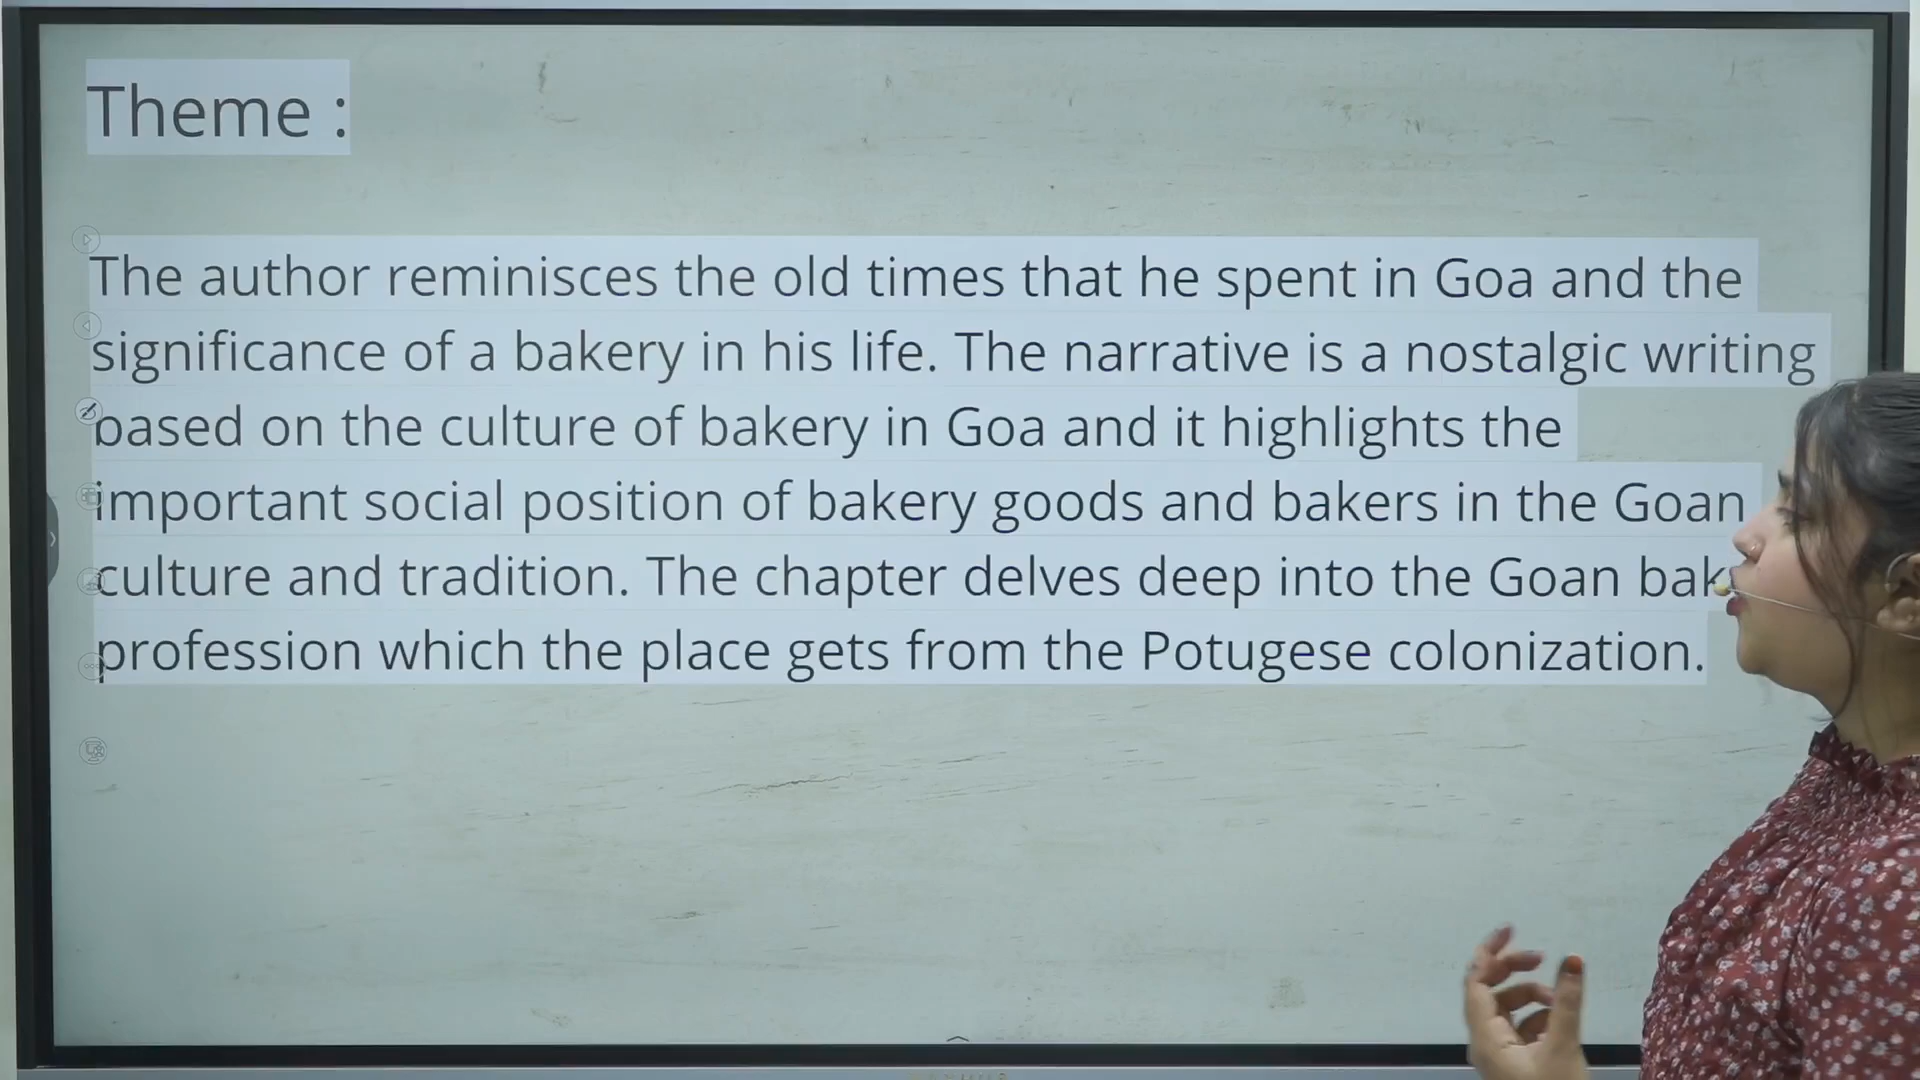 Theme :
The author reminisces the old times that he spent in Goa and the
significance of a bakery in his life. The narrative is a nostalgic writing
based on the culture of bakery in Goa and it highlights the
important social position of bakery goods and bakers in the Goan
culture and tradition. The chapter delves deep into the Goan
profession which the place gets from the Potugese colonization.